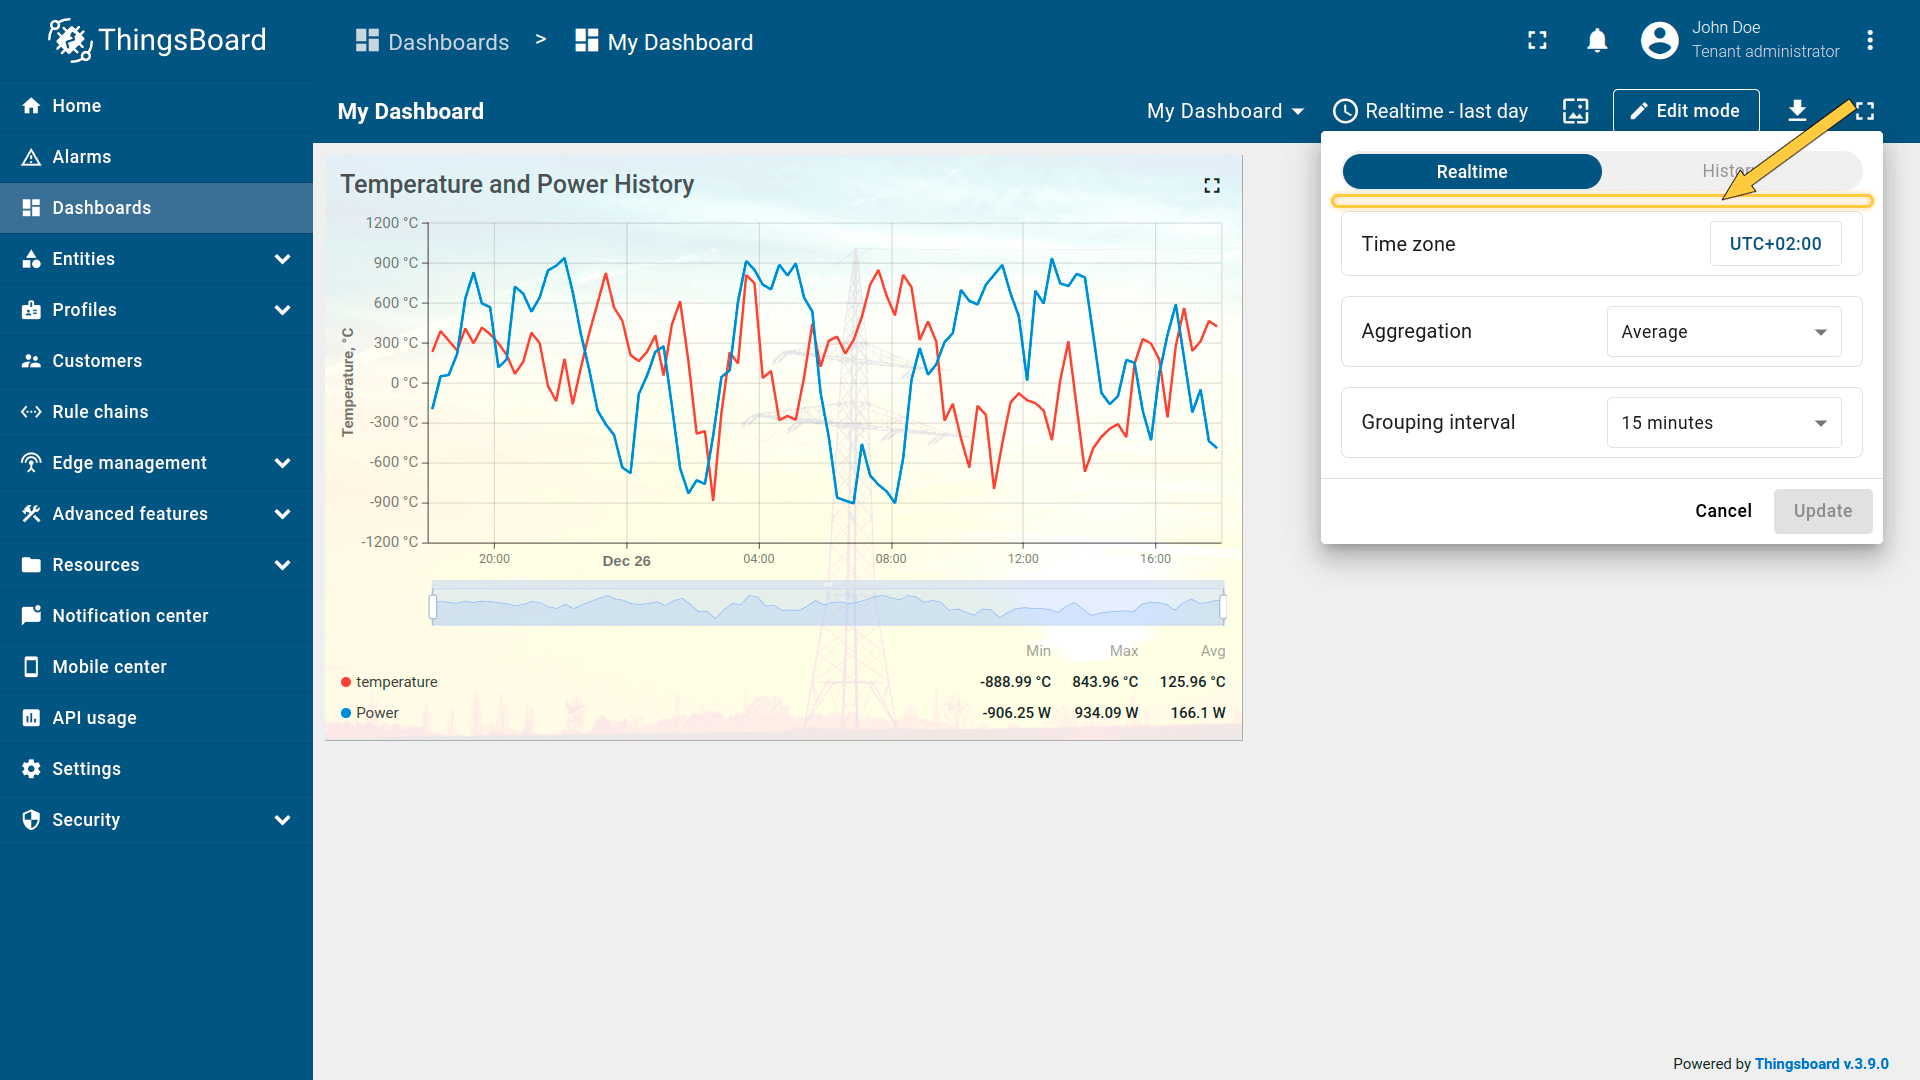 ThingsBoard
Dashboards > My Dashboard
John Doe
Tenant administrator
Home
Alarms
Dashboards
Entities
Profiles
Customers
Rule chains
Edge management
Advanced features
Resources
Notification center
Mobile center
API usage
Settings
Security
My Dashboard
My Dashboard
Realtime - last day
Edit mode
Temperature and Power History
1200 °C
900 °C
600 °C
300 °C
0 °C
-300 °C
-600 °C
-900 °C
-1200 °C
Temperature, °C
20:00 Dec 26 04:00 08:00 12:00 16:00
Min Max Avg
temperature -888.99 °C 843.96 °C 125.96 °C
Power -906.25 W 934.09 W 166.1 W
Realtime
Time zone UTC+02:00
Aggregation Average
Grouping interval 15 minutes
Cancel Update
Powered by Thingsboard v.3.9.0